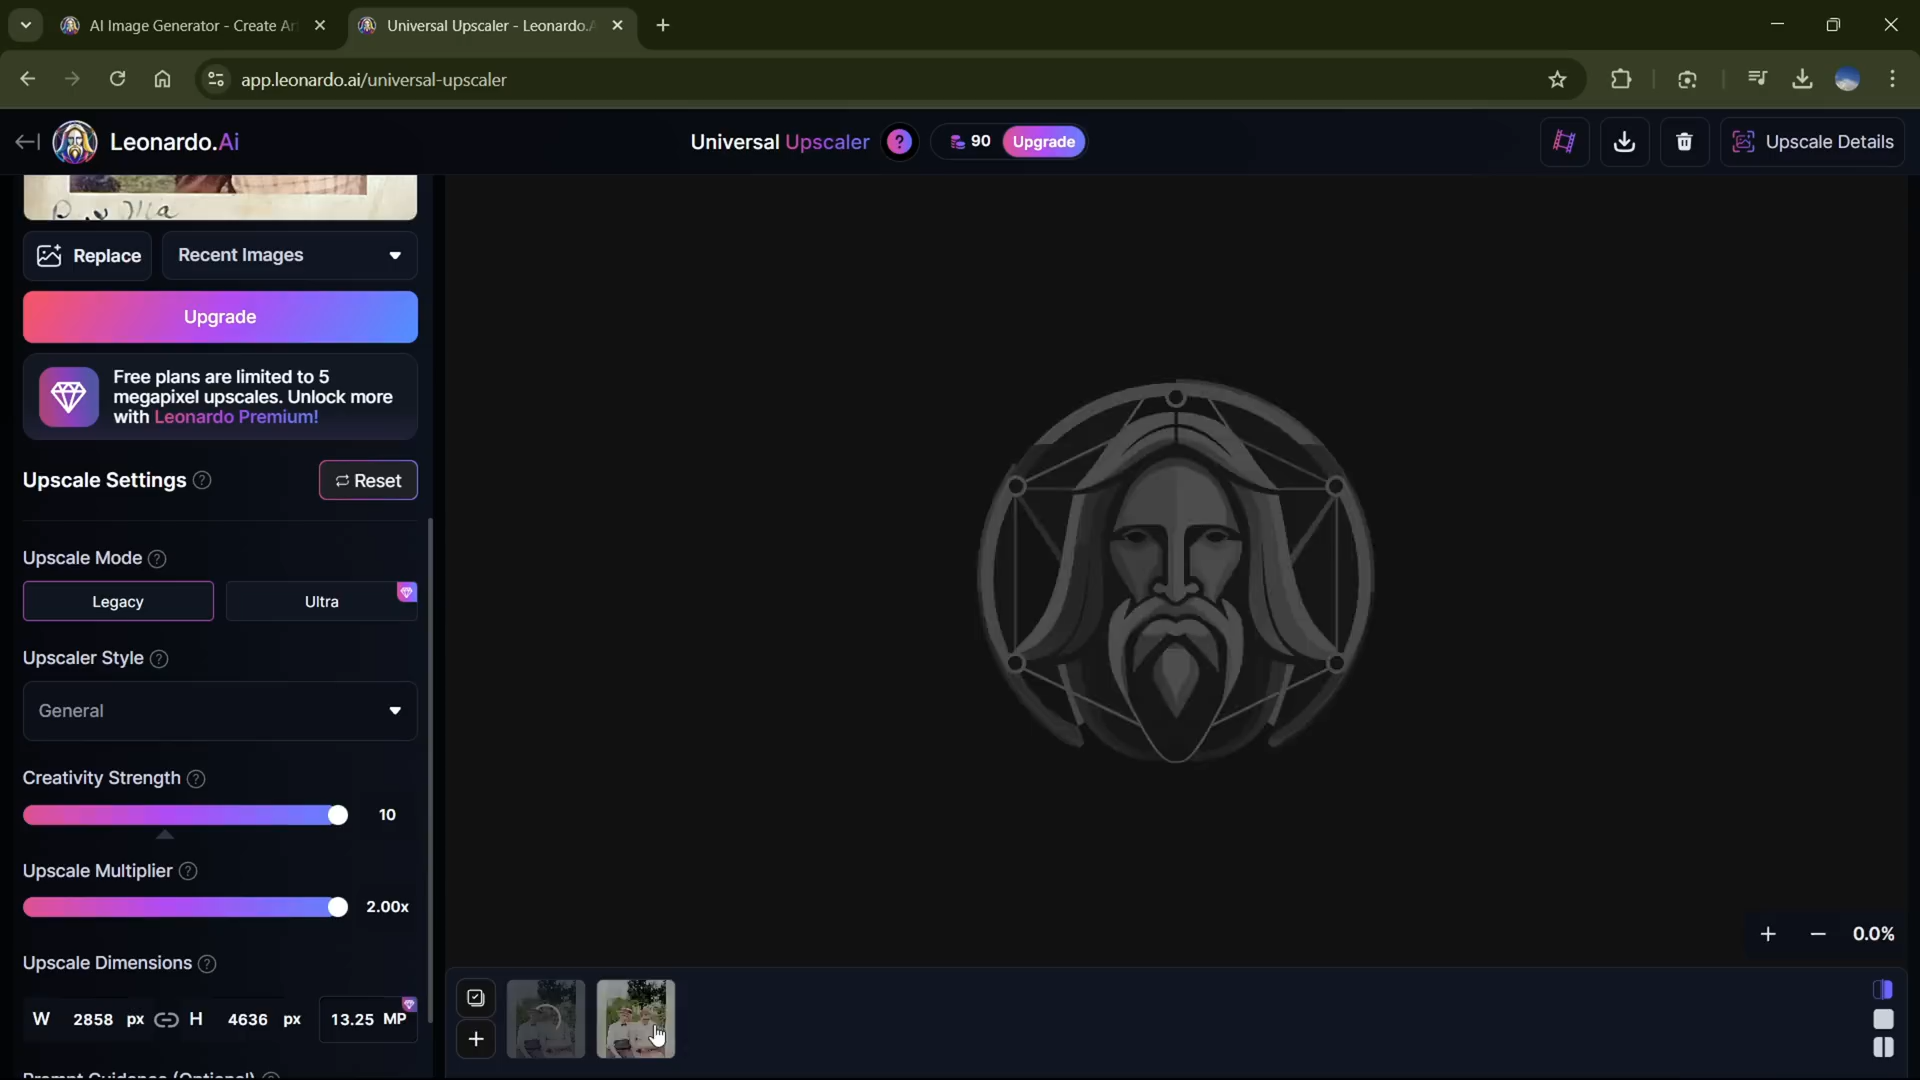 AI Image Generator - Create Ar
Universal Upscaler - Leonardo.A
app.leonardo.ai/universal-upscaler
Leonardo.Ai
Universal Upscaler ? 90 Upgrade
Upscale Details
Replace
Recent Images
Upgrade
Free plans are limited to 5
megapixel upscales. Unlock more
with Leonardo Premium!
Upscale Settings ?
Reset
Upscale Mode ?
Legacy
Ultra
Upscaler Style ?
General
Creativity Strength ?
10
Upscale Multiplier ?
2.00x
Upscale Dimensions ?
W 2858 px H 4636 px 13.25 MP
Prompt Guidance (Optional) ?
0.0%